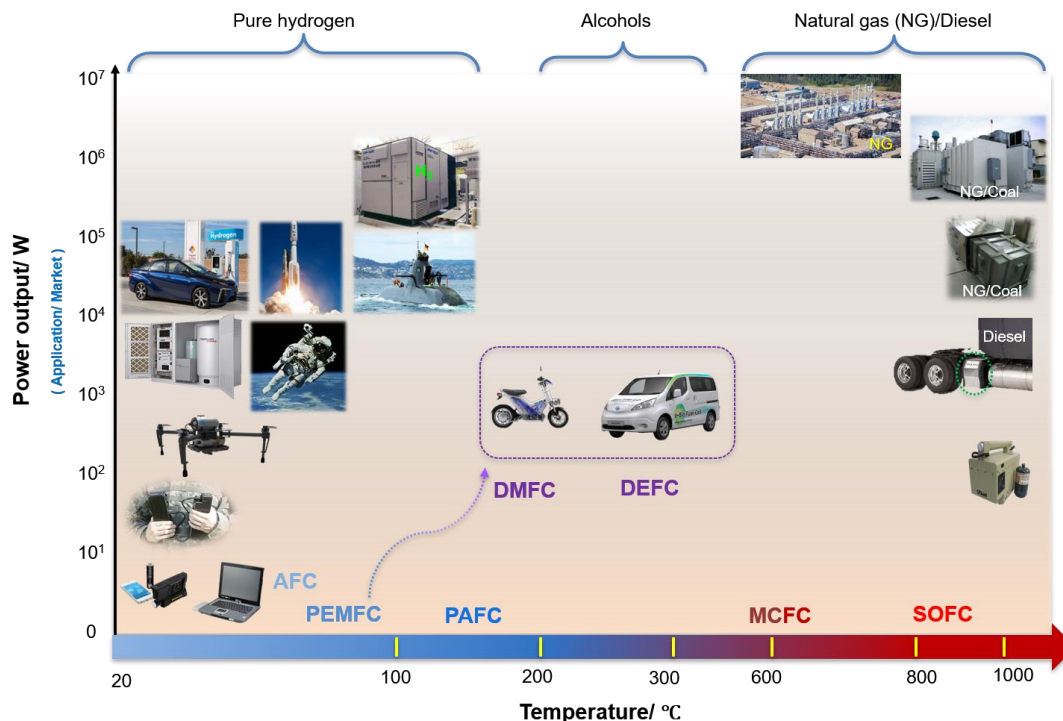 Pure hydrogen
Alcohols
Natural gas (NG)/Diesel
Power output/ W
( Application/ Market )
10⁷
10⁶
10⁵
10⁴
10³
10²
10¹
0
NG
NG/Coal
H₂
Hydrogen
NG/Coal
Diesel
DMFC
DEFC
AFC
PEMFC
PAFC
MCFC
SOFC
20
100
200
300
600
800
1000
Temperature/ ℃